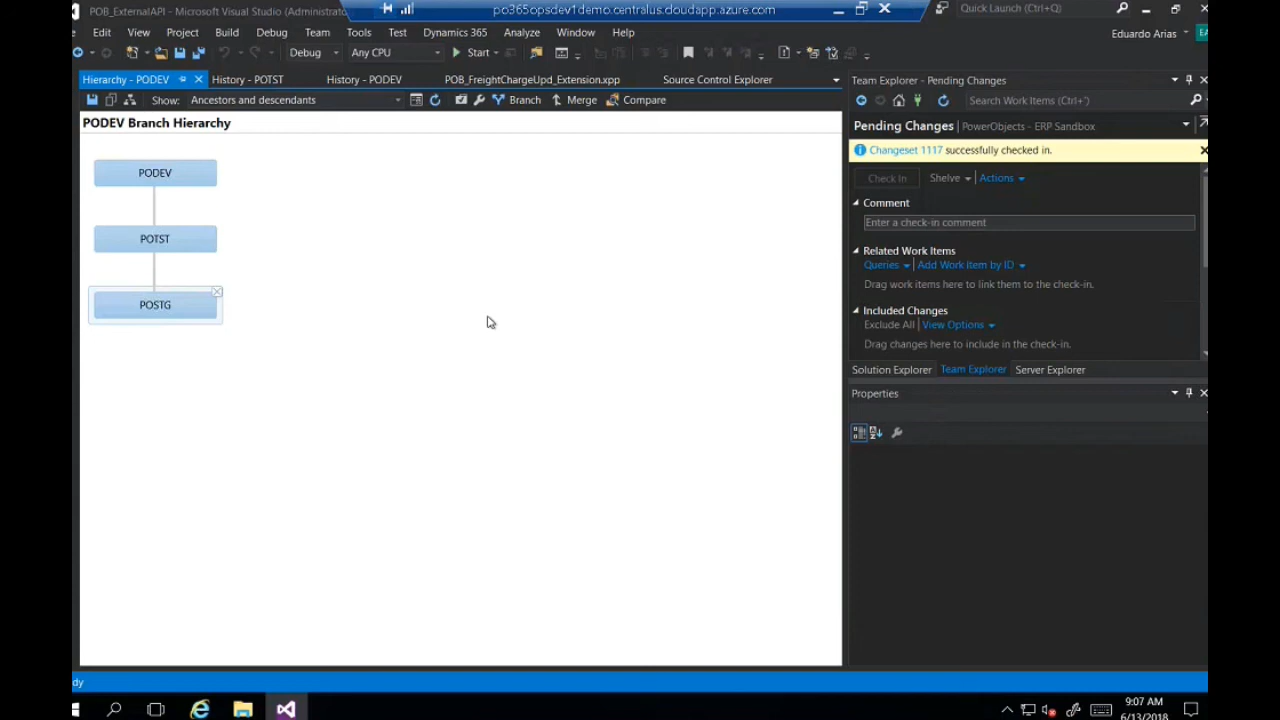 POB_ExternalAPI - Microsoft Visual Studio (Administrato
po365opsdev1demo.centralus.cloudapp.azure.com
Quick Launch (Ctrl+Q)
Edit View Project Build Debug Team Tools Test Dynamics 365 Analyze Window Help
Eduardo Arias EA
Debug Any CPU Start
Hierarchy - PODEV History - POTST History - PODEV POB_FreightChargeUpd_Extension.xpp Source Control Explorer
Show: Ancestors and descendants Branch Merge Compare
PODEV Branch Hierarchy
PODEV
POTST
POSTG
Team Explorer - Pending Changes
Search Work Items (Ctrl+')
Pending Changes | PowerObjects - ERP Sandbox
Changeset 1117 successfully checked in.
Check In Shelve Actions
Comment
Enter a check-in comment
Related Work Items
Queries | Add Work Item by ID
Drag work items here to link them to the check-in.
Included Changes
Exclude All | View Options
Drag changes here to include in the check-in.
Solution Explorer Team Explorer Server Explorer
Properties
dy
9:07 AM
6/13/2018